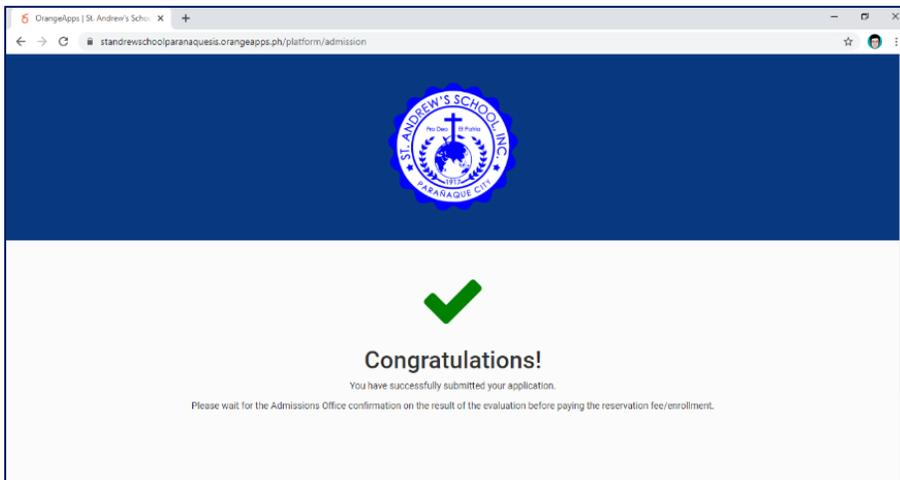 OrangeApps | St. Andrew's Schoo
standrewschoolparanaquesis.orangeapps.ph/platform/admission
ST. ANDREW'S SCHOOL, INC.
Pro Deo Et Patria
1917
PARAÑAQUE CITY
Congratulations!
You have successfully submitted your application.
Please wait for the Admissions Office confirmation on the result of the evaluation before paying the reservation fee/enrollment.